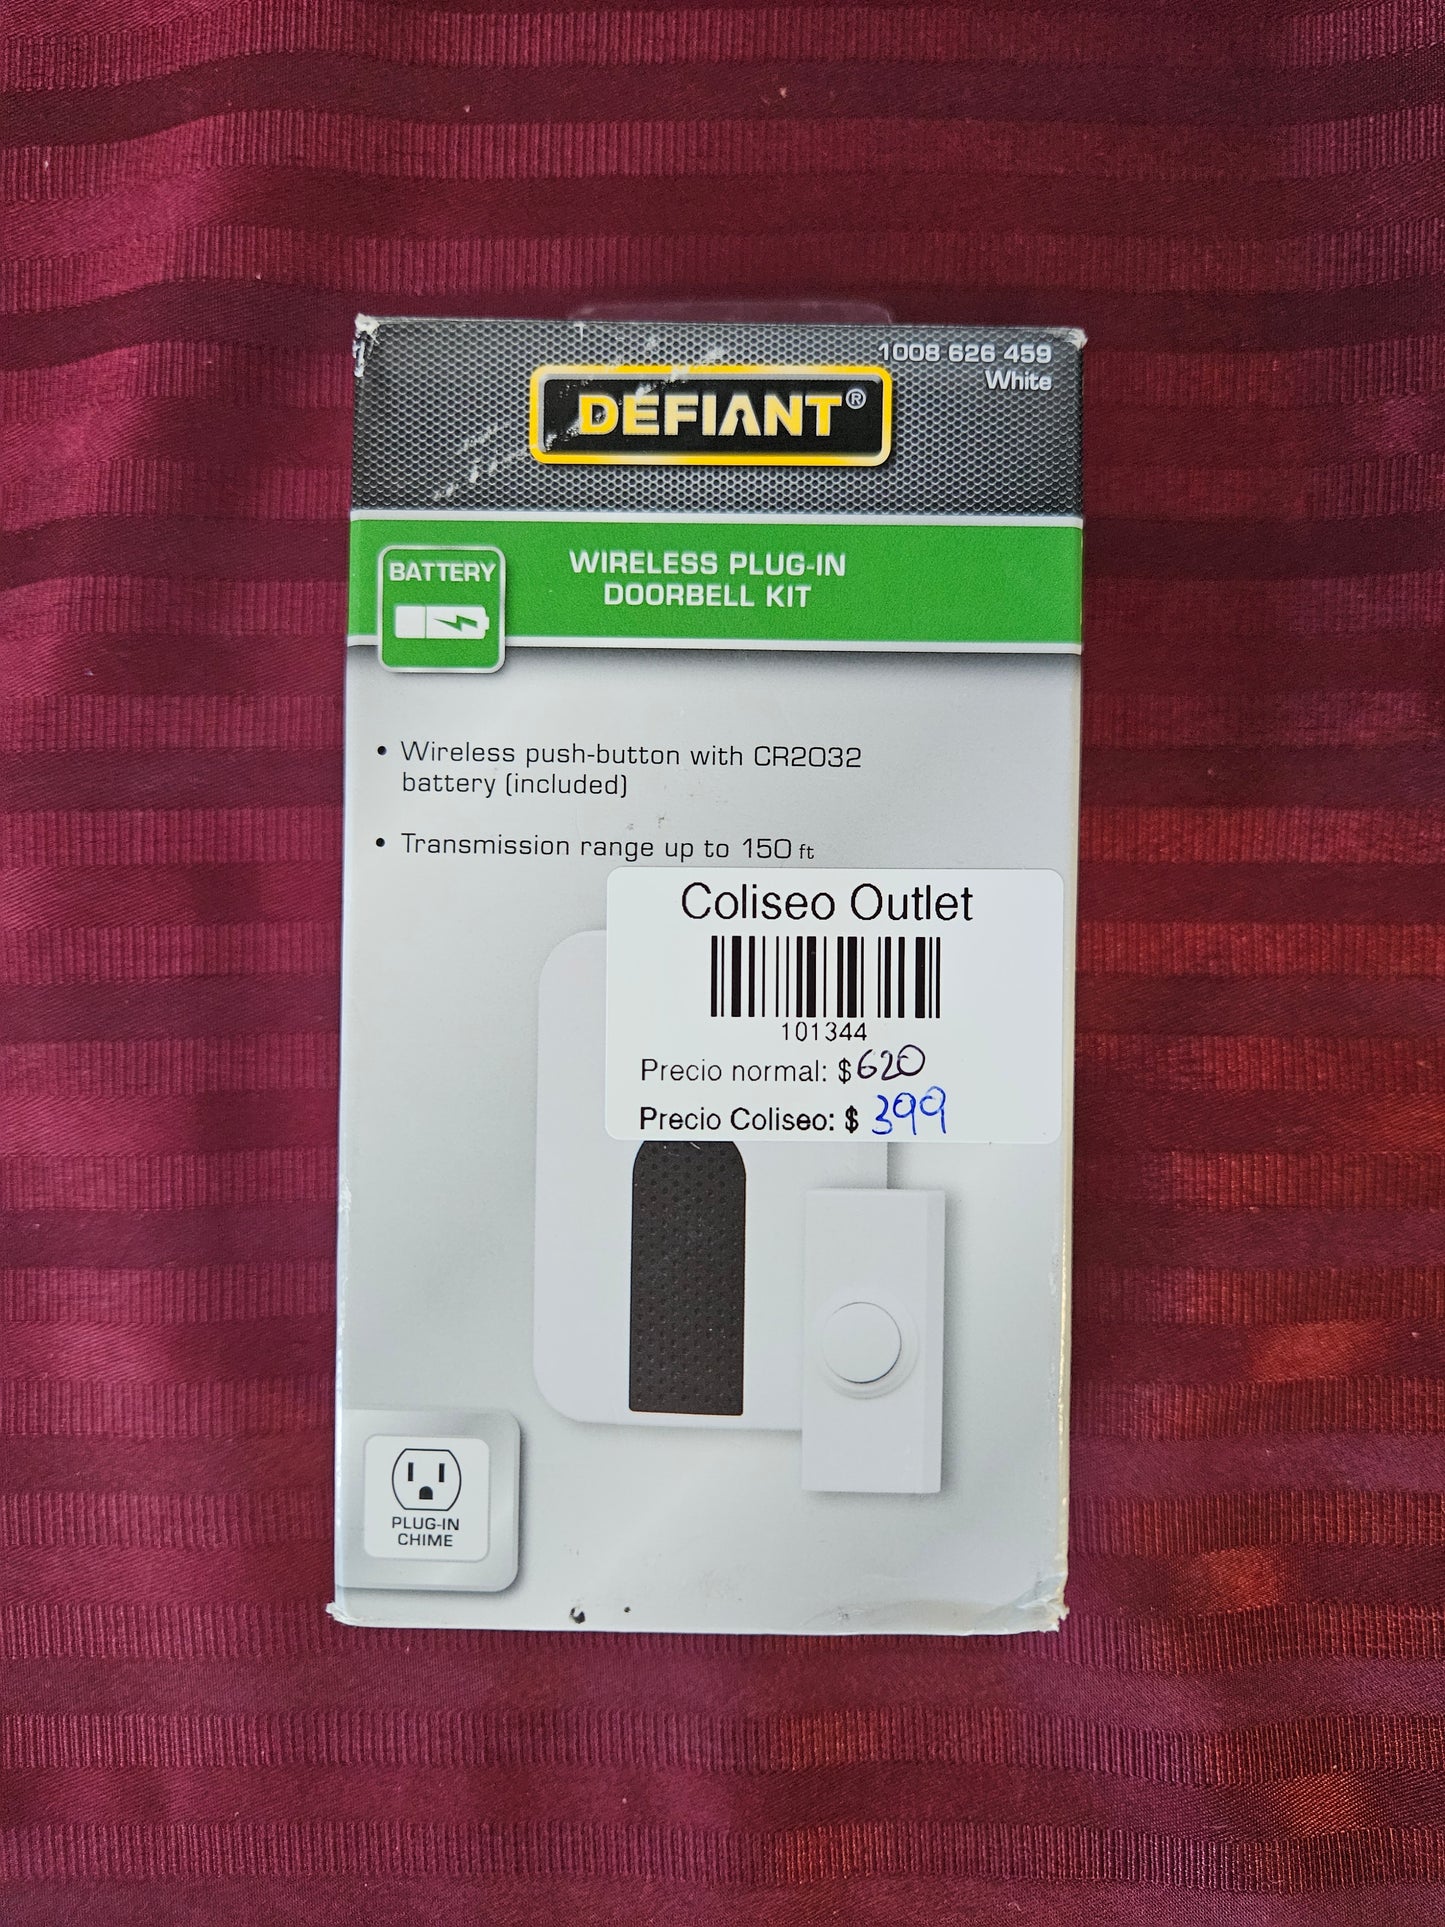 1008 626 459
White
DEFIANT®
BATTERY
WIRELESS PLUG-IN
DOORBELL KIT
• Wireless push-button with CR2032
battery (included)
• Transmission range up to 150 ft
Coliseo Outlet
101344
Precio normal: $620
Precio Coliseo: $ 399
PLUG-IN
CHIME